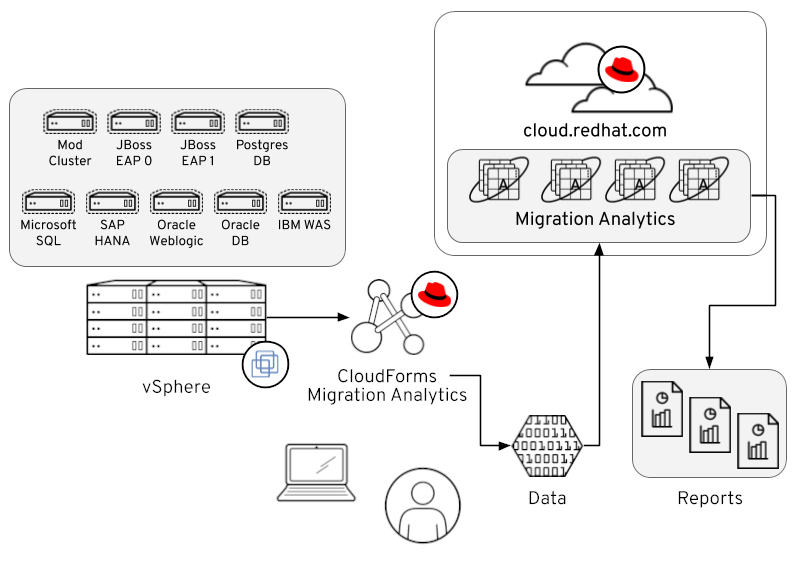 cloud.redhat.com
Mod
Cluster
JBoss
EAP 0
JBoss
EAP 1
Postgres
DB
Microsoft
SQL
SAP
HANA
Oracle
Weblogic
Oracle
DB
IBM WAS
A
A
A
A
Migration Analytics
vSphere
CloudForms
Migration Analytics
Data
Reports